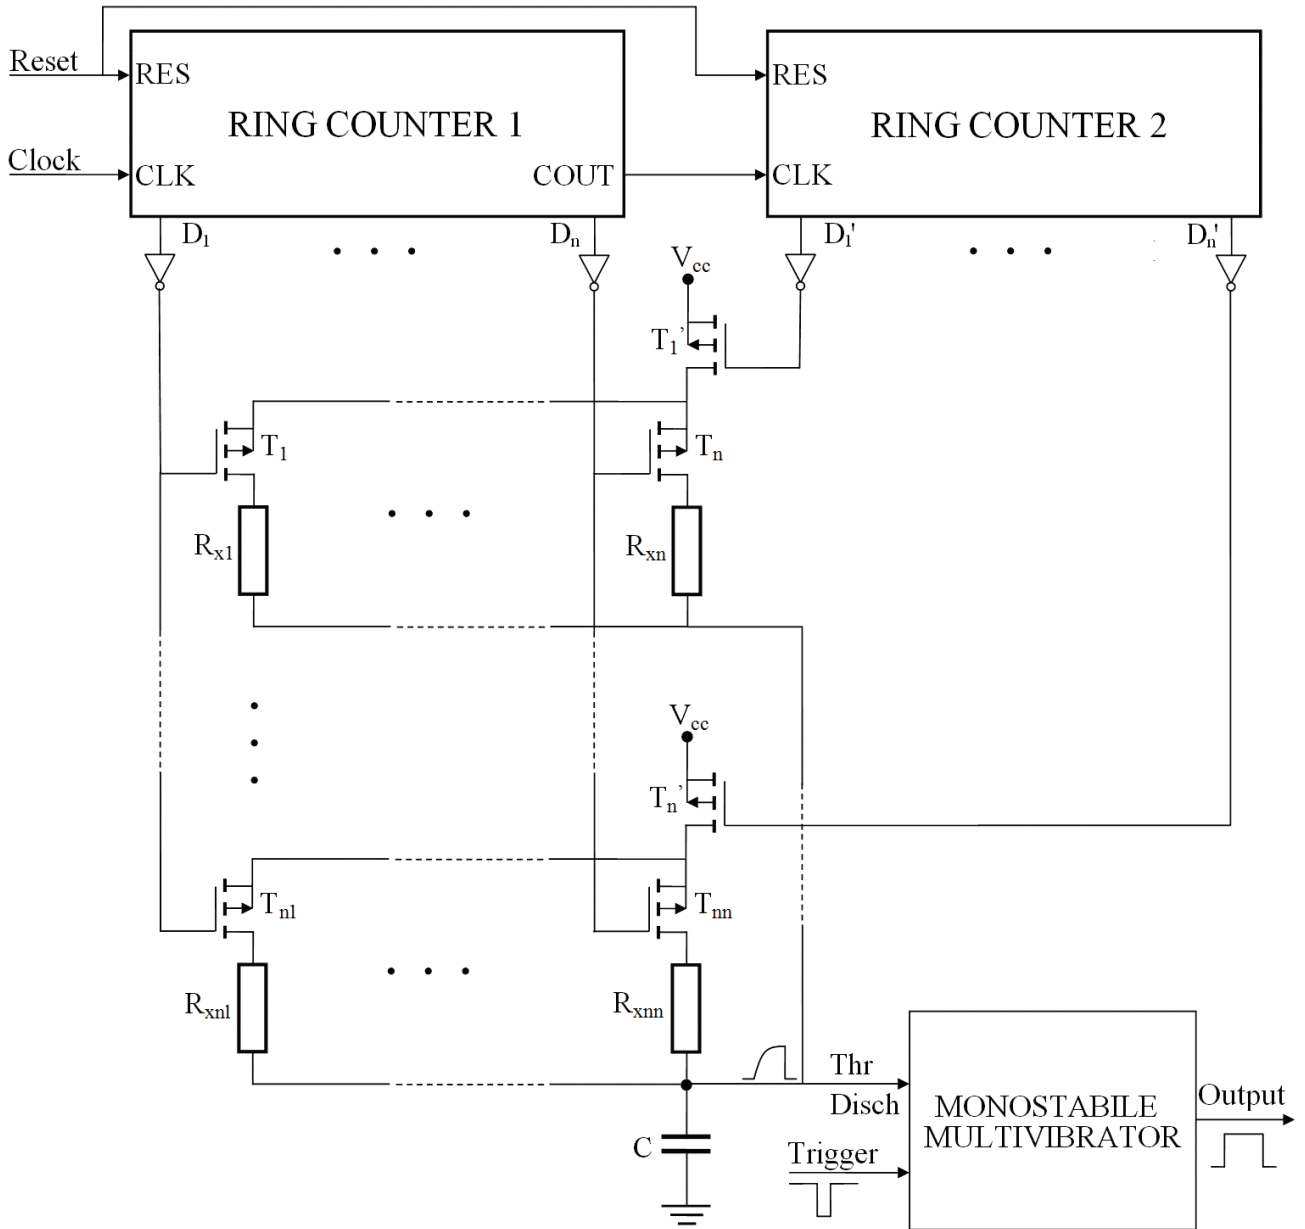 Reset
RES
RES
RING COUNTER 1
RING COUNTER 2
Clock
CLK
COUT
CLK
D1
Dn
D1'
Dn'
Vcc
T1'
T1
Tn
Rx1
Rxn
Vcc
Tn'
Tn1
Tnn
Rxn1
Rxnn
Thr
Disch
MONOSTABILE
MULTIVIBRATOR
Output
C
Trigger